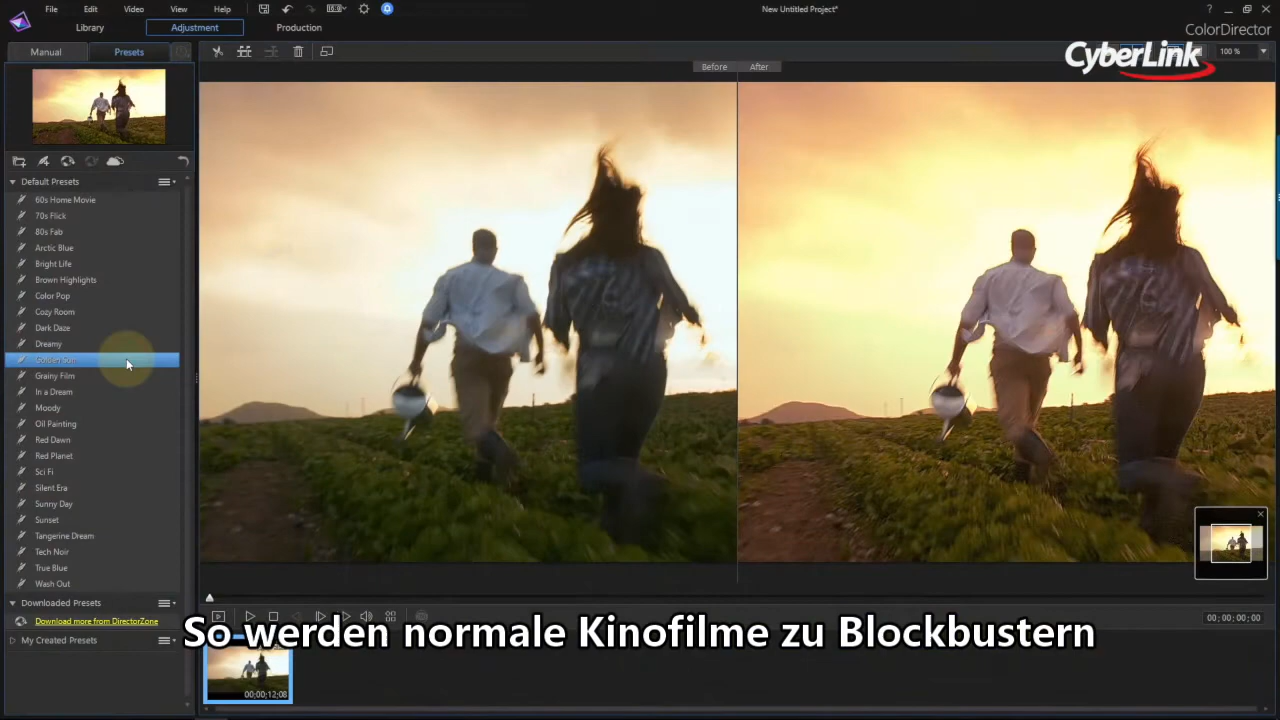 File Edit Video View Help
New Untitled Project*
Library Adjustment Production
ColorDirector
Manual Presets
100 %
CyberLink
Before After
Default Presets
60s Home Movie
70s Flick
80s Fab
Arctic Blue
Bright Life
Brown Highlights
Color Pop
Cozy Room
Dark Daze
Dreamy
Golden Sun
Grainy Film
In a Dream
Moody
Oil Painting
Red Dawn
Red Planet
Sci Fi
Silent Era
Sunny Day
Sunset
Tangerine Dream
Tech Noir
True Blue
Wash Out
Downloaded Presets
Download more from DirectorZone
My Created Presets
00;00;00;00
So werden normale Kinofilme zu Blockbustern
00;00;12;08